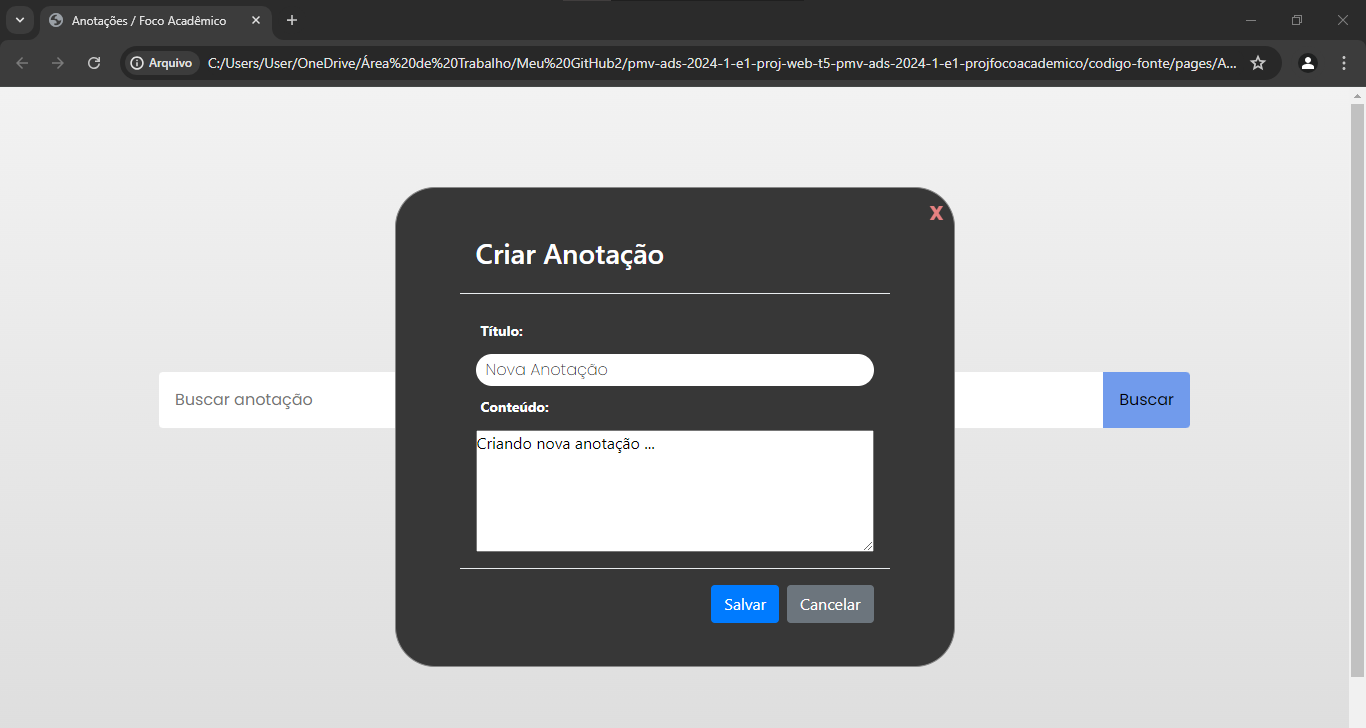 Anotações / Foco Acadêmico
Arquivo C:/Users/User/OneDrive/Área%20de%20Trabalho/Meu%20GitHub2/pmv-ads-2024-1-e1-proj-web-t5-pmv-ads-2024-1-e1-projfocoacademico/codigo-fonte/pages/A...
X
Criar Anotação
Título:
Nova Anotação
Buscar anotação
Buscar
Conteúdo:
Criando nova anotação ...
Salvar Cancelar